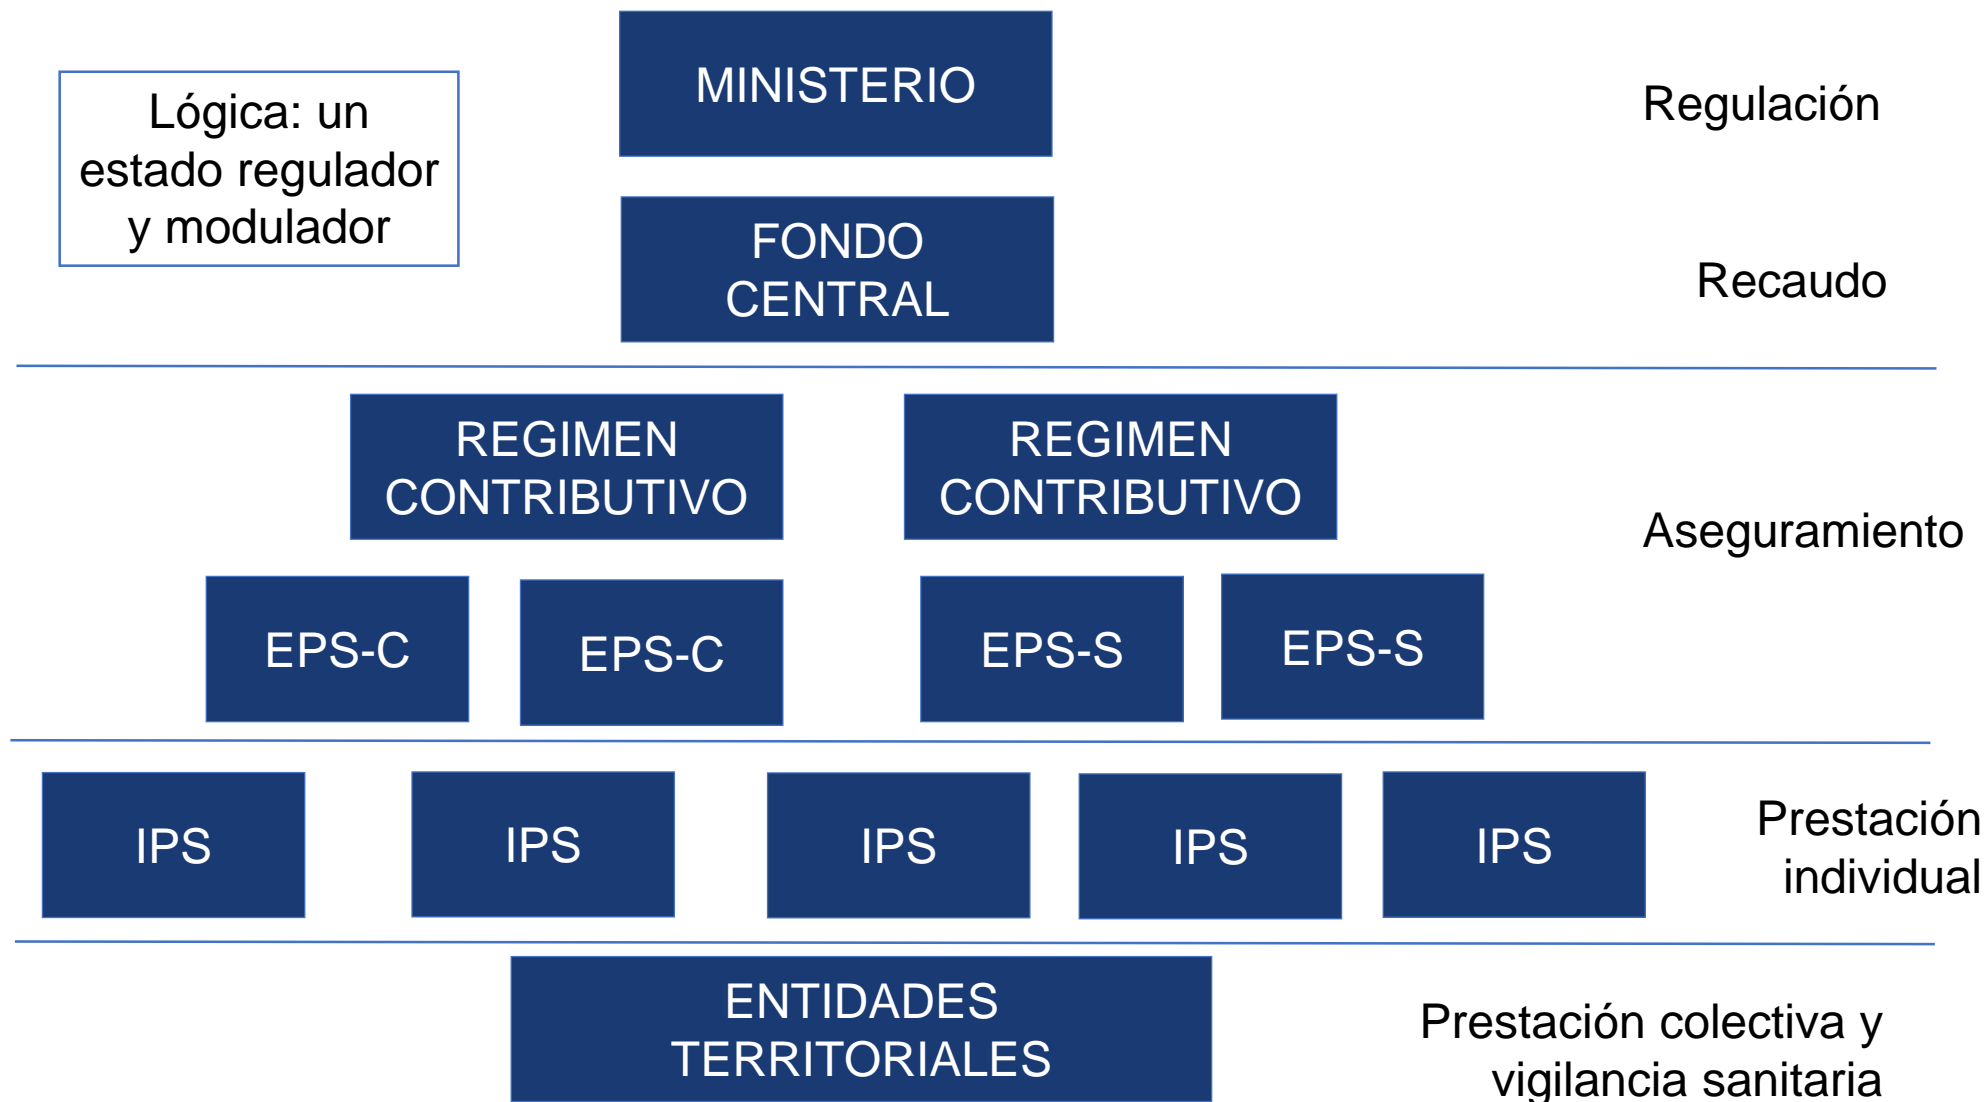 Lógica: un
estado regulador
y modulador
MINISTERIO
Regulación
FONDO
CENTRAL
Recaudo
REGIMEN
CONTRIBUTIVO
REGIMEN
CONTRIBUTIVO
Aseguramiento
EPS-C
EPS-C
EPS-S
EPS-S
IPS
IPS
IPS
IPS
IPS
Prestación
individual
ENTIDADES
TERRITORIALES
Prestación colectiva y
vigilancia sanitaria